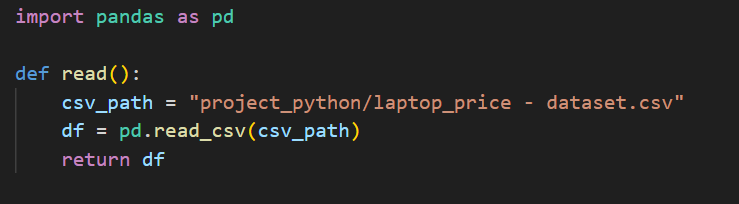 import pandas as pd
def read():
    csv_path = "project_python/laptop_price - dataset.csv"
    df = pd.read_csv(csv_path)
    return df